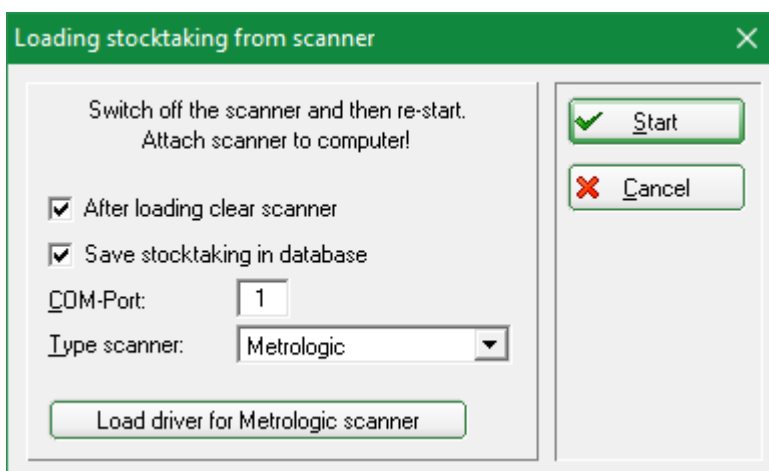 Loading stocktaking from scanner
Switch off the scanner and then re-start.
Attach scanner to computer!
After loading clear scanner
Save stocktaking in database
COM-Port: 1
Type scanner: Metrologic
Load driver for Metrologic scanner
Start
Cancel